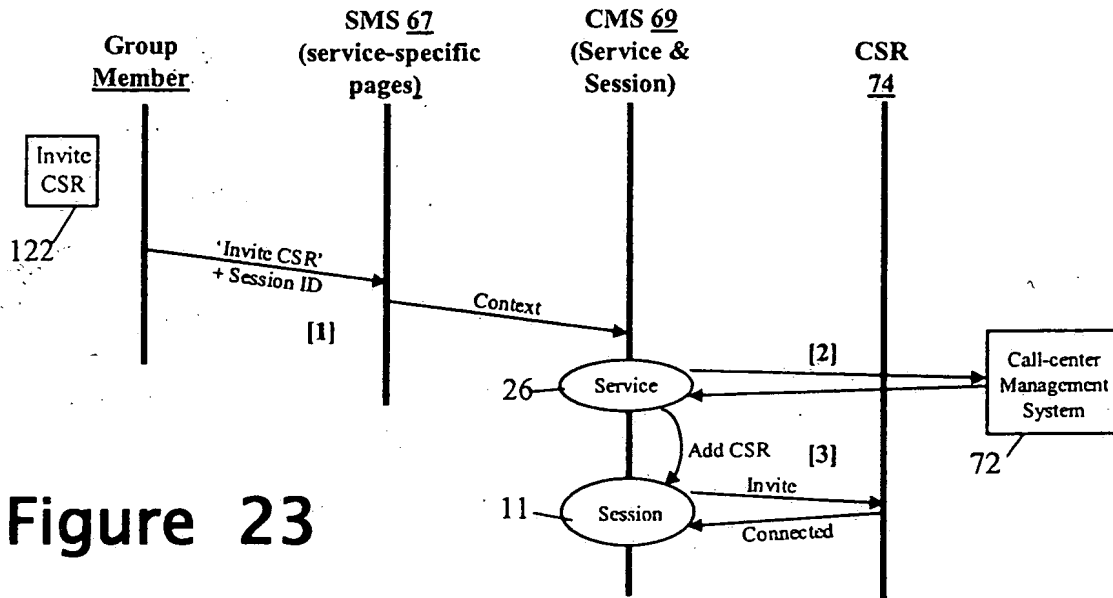 Group
Member
SMS 67
(service-specific
pages)
CMS 69
(Service &
Session)
CSR
74
Invite
CSR
122
'Invite CSR'
+ Session ID
[1]
Context
[2]
Service
26
Call-center
Management
System
72
Add CSR
[3]
Invite
Session
11
Connected
Figure 23